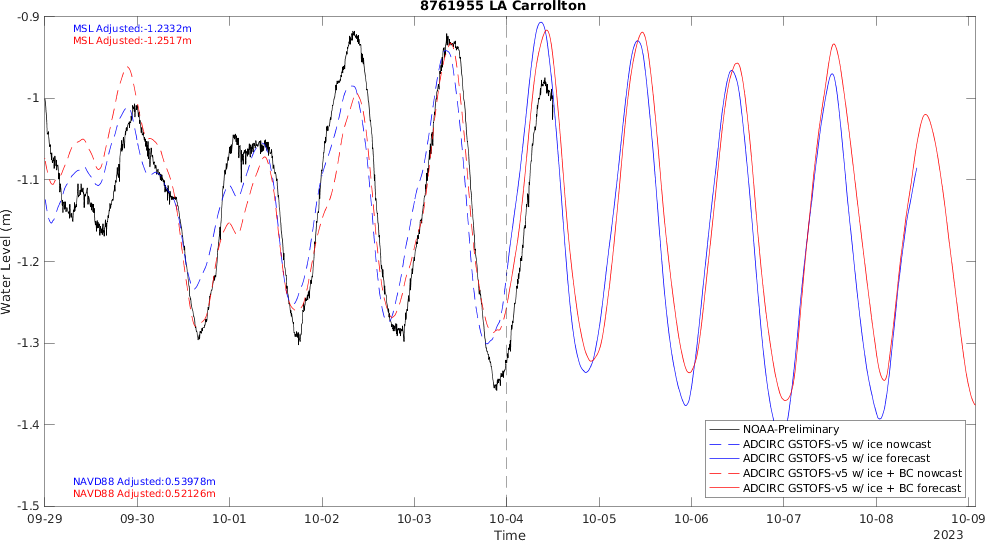 8761955 LA Carrollton
MSL Adjusted:-1.2332m
MSL Adjusted:-1.2517m
-0.9
-1
-1.1
-1.2
-1.3
-1.4
-1.5
Water Level (m)
NAVD88 Adjusted:0.53978m
NAVD88 Adjusted:0.52126m
NOAA-Preliminary
ADCIRC GSTOFS-v5 w/ ice nowcast
ADCIRC GSTOFS-v5 w/ ice forecast
ADCIRC GSTOFS-v5 w/ ice + BC nowcast
ADCIRC GSTOFS-v5 w/ ice + BC forecast
09-29 09-30 10-01 10-02 10-03 10-04 10-05 10-06 10-07 10-08 10-09
Time
2023